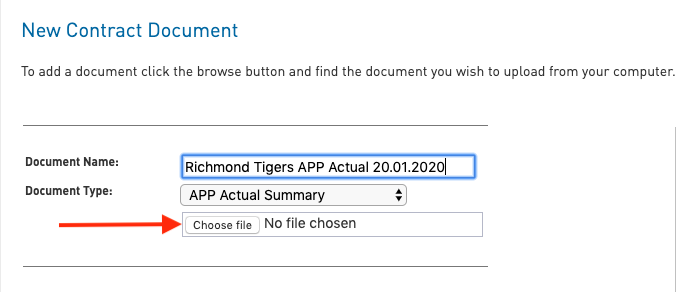 New Contract Document
To add a document click the browse button and find the document you wish to upload from your computer.
Document Name: Richmond Tigers APP Actual 20.01.2020
Document Type: APP Actual Summary
Choose file No file chosen